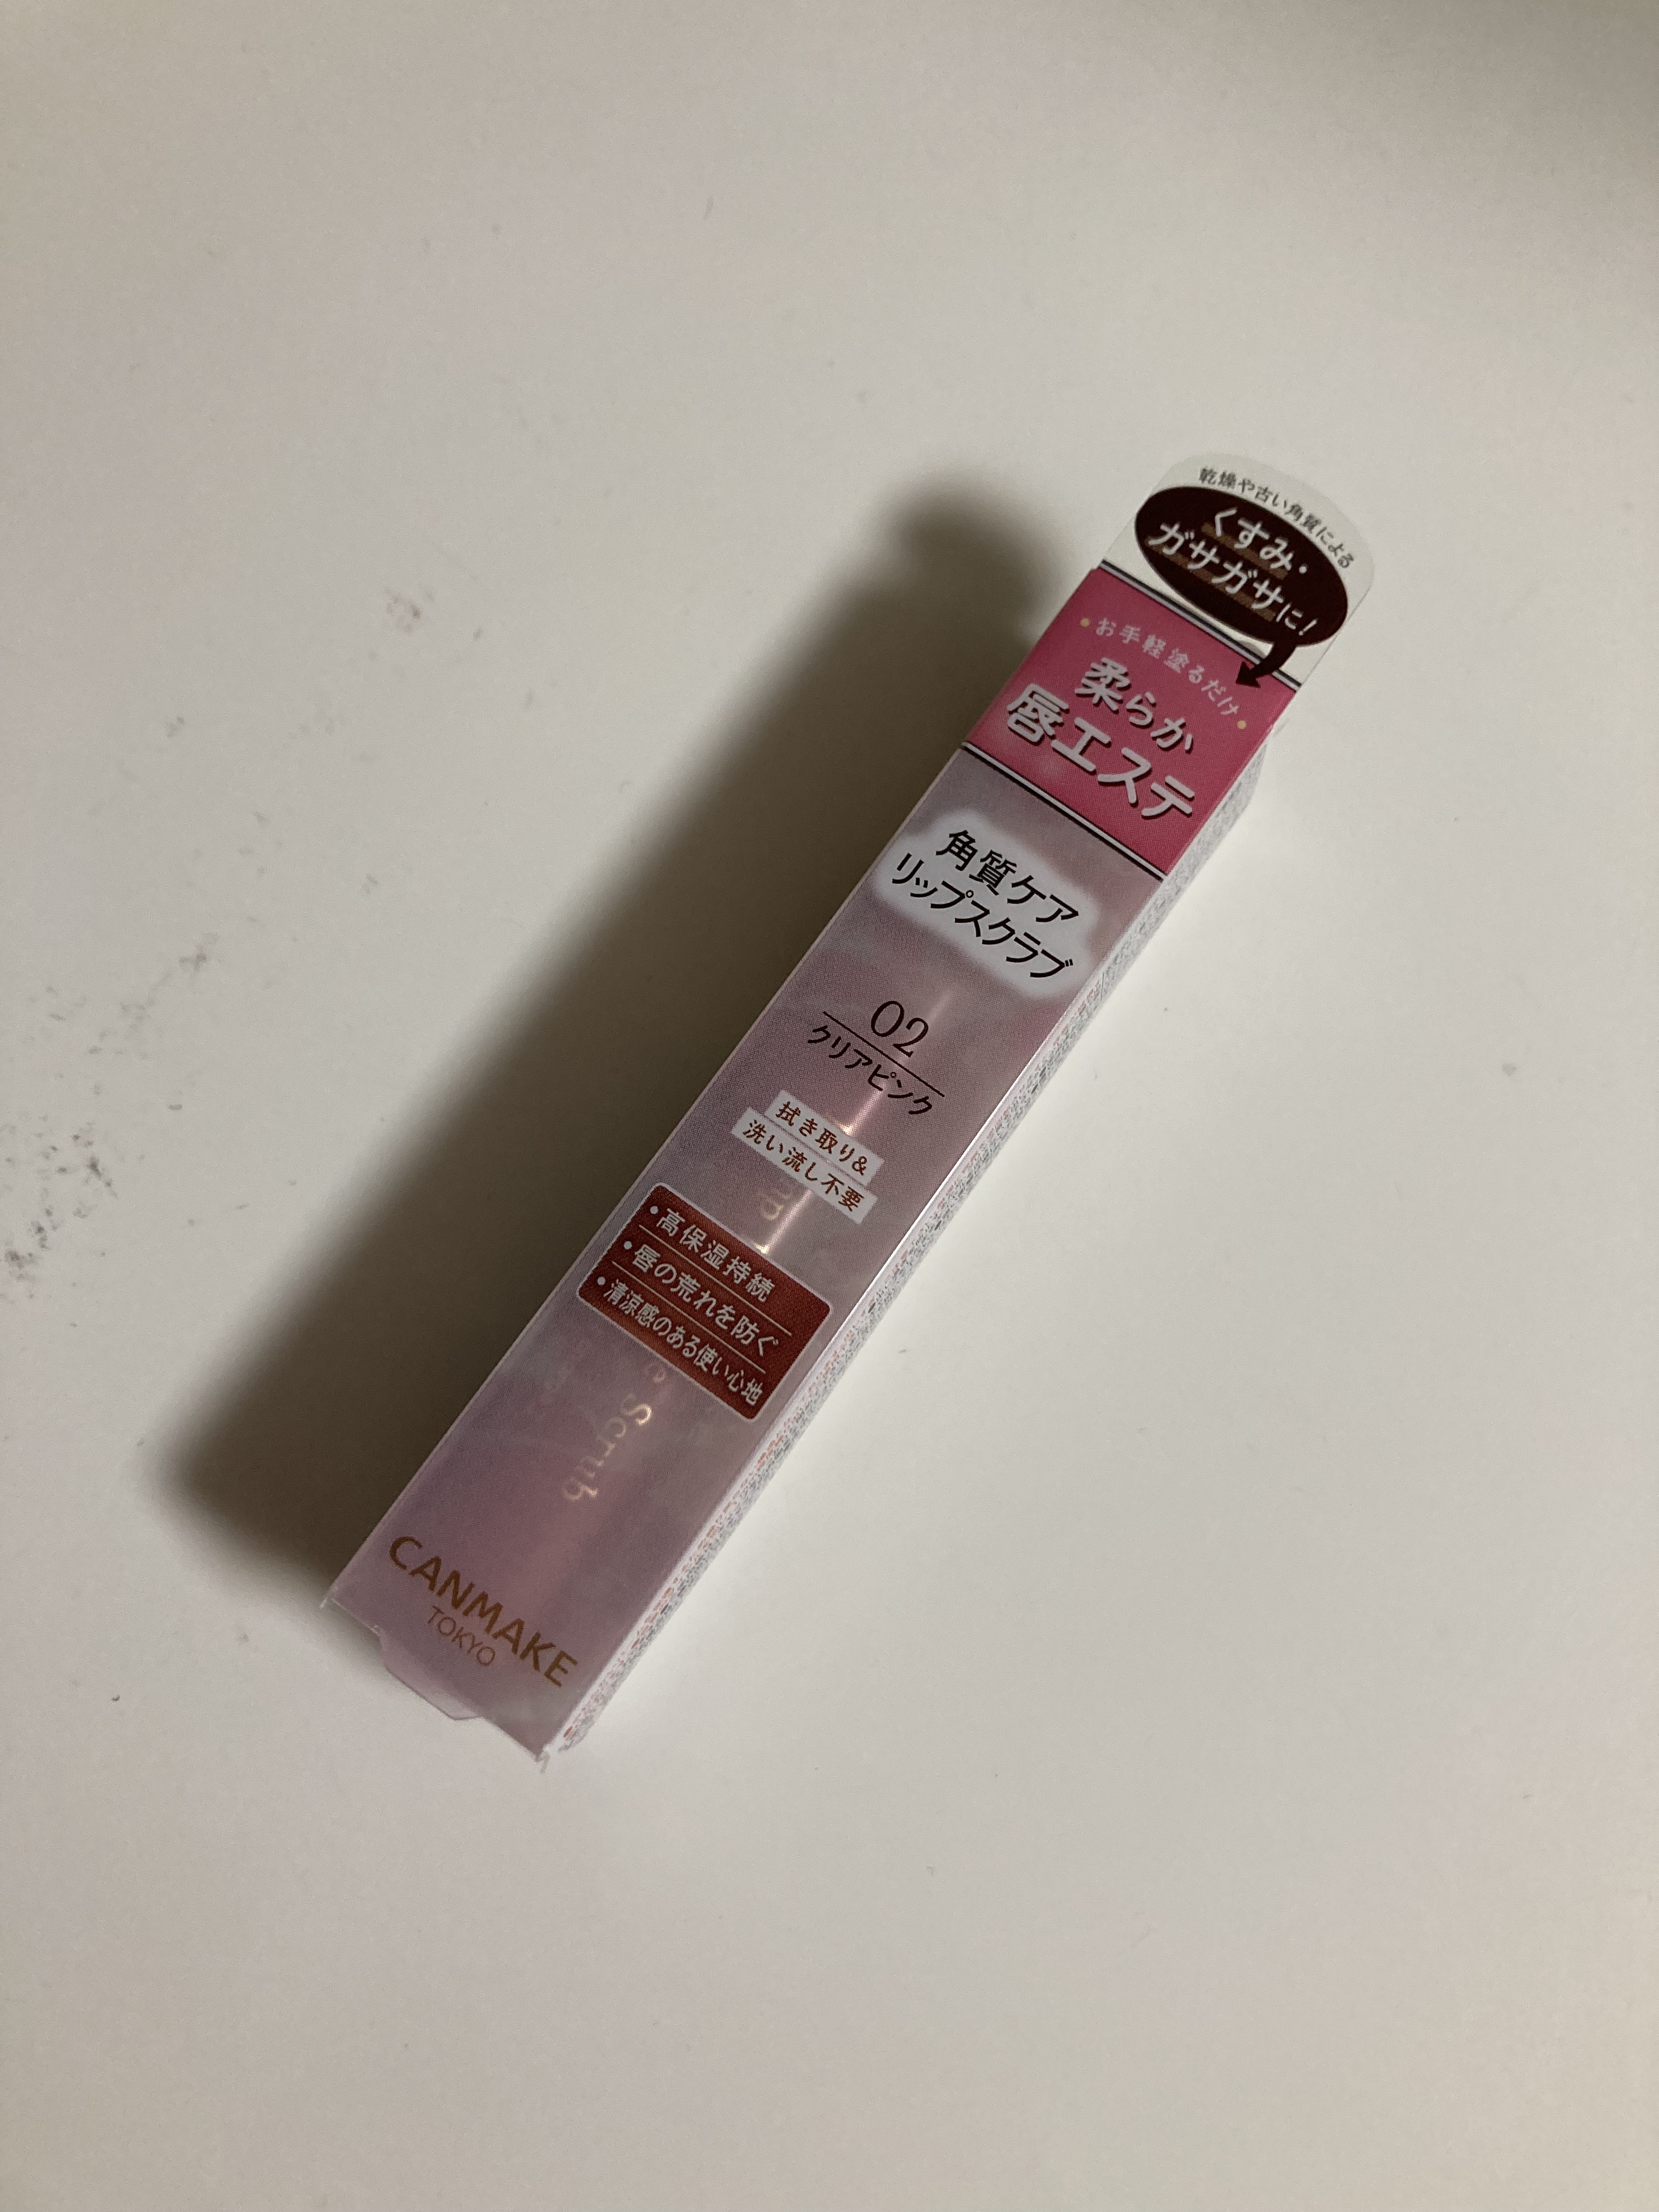 乾燥や古い角質による
くすみ・
ガサガサに!
・お手軽塗るだけ・
柔らか
唇エステ
角質ケア
リップスクラブ
02
クリアピンク
拭き取り&
洗い流し不要
・高保湿持続
・唇の荒れを防ぐ
・清涼感のある使い心地
Scrub
CANMAKE
TOKYO